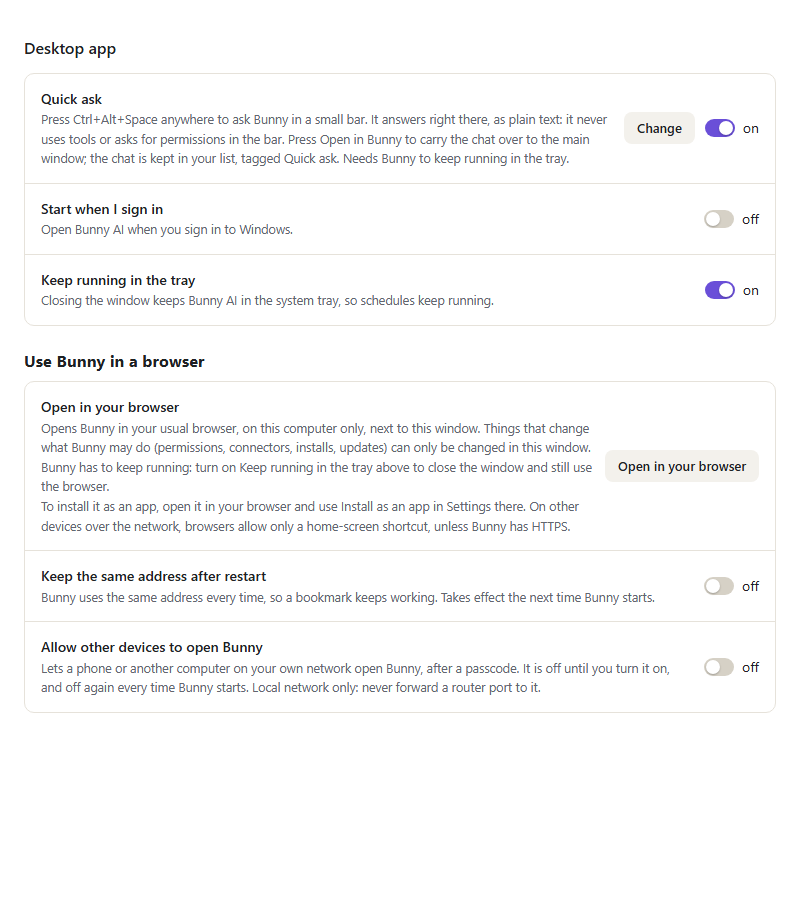 Desktop app
Quick ask
Press Ctrl+Alt+Space anywhere to ask Bunny in a small bar. It answers right there, as plain text: it never
uses tools or asks for permissions in the bar. Press Open in Bunny to carry the chat over to the main
window; the chat is kept in your list, tagged Quick ask. Needs Bunny to keep running in the tray.
Change
on
Start when I sign in
Open Bunny AI when you sign in to Windows.
off
Keep running in the tray
Closing the window keeps Bunny AI in the system tray, so schedules keep running.
on
Use Bunny in a browser
Open in your browser
Opens Bunny in your usual browser, on this computer only, next to this window. Things that change
what Bunny may do (permissions, connectors, installs, updates) can only be changed in this window.
Bunny has to keep running: turn on Keep running in the tray above to close the window and still use
the browser.
To install it as an app, open it in your browser and use Install as an app in Settings there. On other
devices over the network, browsers allow only a home-screen shortcut, unless Bunny has HTTPS.
Open in your browser
Keep the same address after restart
Bunny uses the same address every time, so a bookmark keeps working. Takes effect the next time Bunny starts.
off
Allow other devices to open Bunny
Lets a phone or another computer on your own network open Bunny, after a passcode. It is off until you turn it on,
and off again every time Bunny starts. Local network only: never forward a router port to it.
off